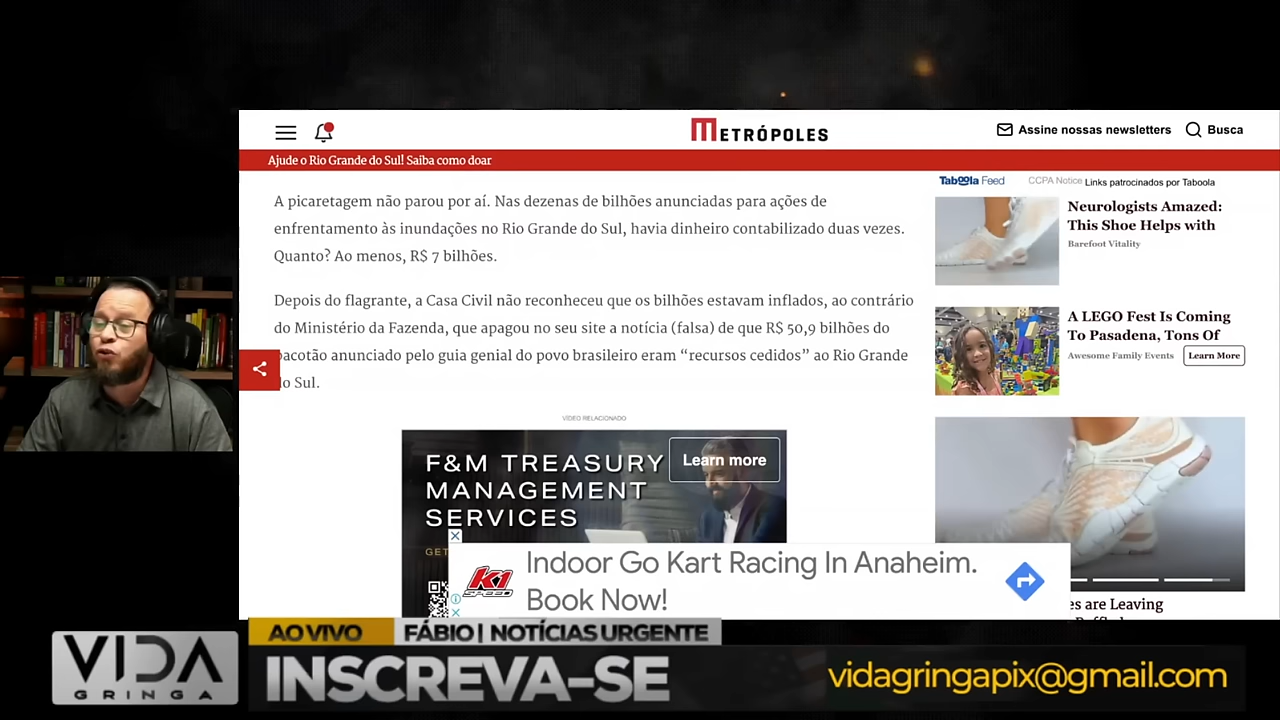 METRÓPOLES
Assine nossas newsletters
Busca
Ajude o Rio Grande do Sul! Saiba como doar
A picaretagem não parou por aí. Nas dezenas de bilhões anunciadas para ações de
enfrentamento às inundações no Rio Grande do Sul, havia dinheiro contabilizado duas vezes.
Quanto? Ao menos, R$ 7 bilhões.
Depois do flagrante, a Casa Civil não reconheceu que os bilhões estavam inflados, ao contrário
do Ministério da Fazenda, que apagou no seu site a notícia (falsa) de que R$ 50,9 bilhões do
pacotão anunciado pelo guia genial do povo brasileiro eram “recursos cedidos” ao Rio Grande
do Sul.
VÍDEO RELACIONADO
F&M TREASURY
MANAGEMENT
SERVICES
Learn more
GET
K1
SPEED
Indoor Go Kart Racing In Anaheim.
Book Now!
Taboola Feed
CCPA Notice
Links patrocinados por Taboola
Neurologists Amazed:
This Shoe Helps with
Barefoot Vitality
A LEGO Fest Is Coming
To Pasadena, Tons Of
Awesome Family Events
Learn More
es are Leaving
VIDA
GRINGA
AO VIVO
FÁBIO | NOTÍCIAS URGENTE
INSCREVA-SE
vidagringapix@gmail.com